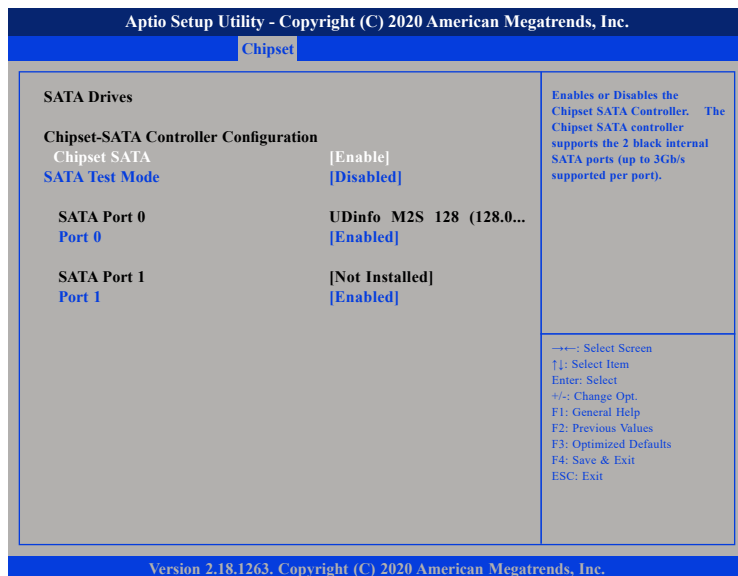 Aptio Setup Utility - Copyright (C) 2020 American Megatrends, Inc.
Chipset
SATA Drives
Chipset-SATA Controller Configuration
Chipset SATA [Enable]
SATA Test Mode [Disabled]
SATA Port 0 UDinfo M2S 128 (128.0...
Port 0 [Enabled]
SATA Port 1 [Not Installed]
Port 1 [Enabled]
Enables or Disables the
Chipset SATA Controller. The
Chipset SATA controller
supports the 2 black internal
SATA ports (up to 3Gb/s
supported per port).
→←: Select Screen
↑↓: Select Item
Enter: Select
+/-: Change Opt.
F1: General Help
F2: Previous Values
F3: Optimized Defaults
F4: Save & Exit
ESC: Exit
Version 2.18.1263. Copyright (C) 2020 American Megatrends, Inc.